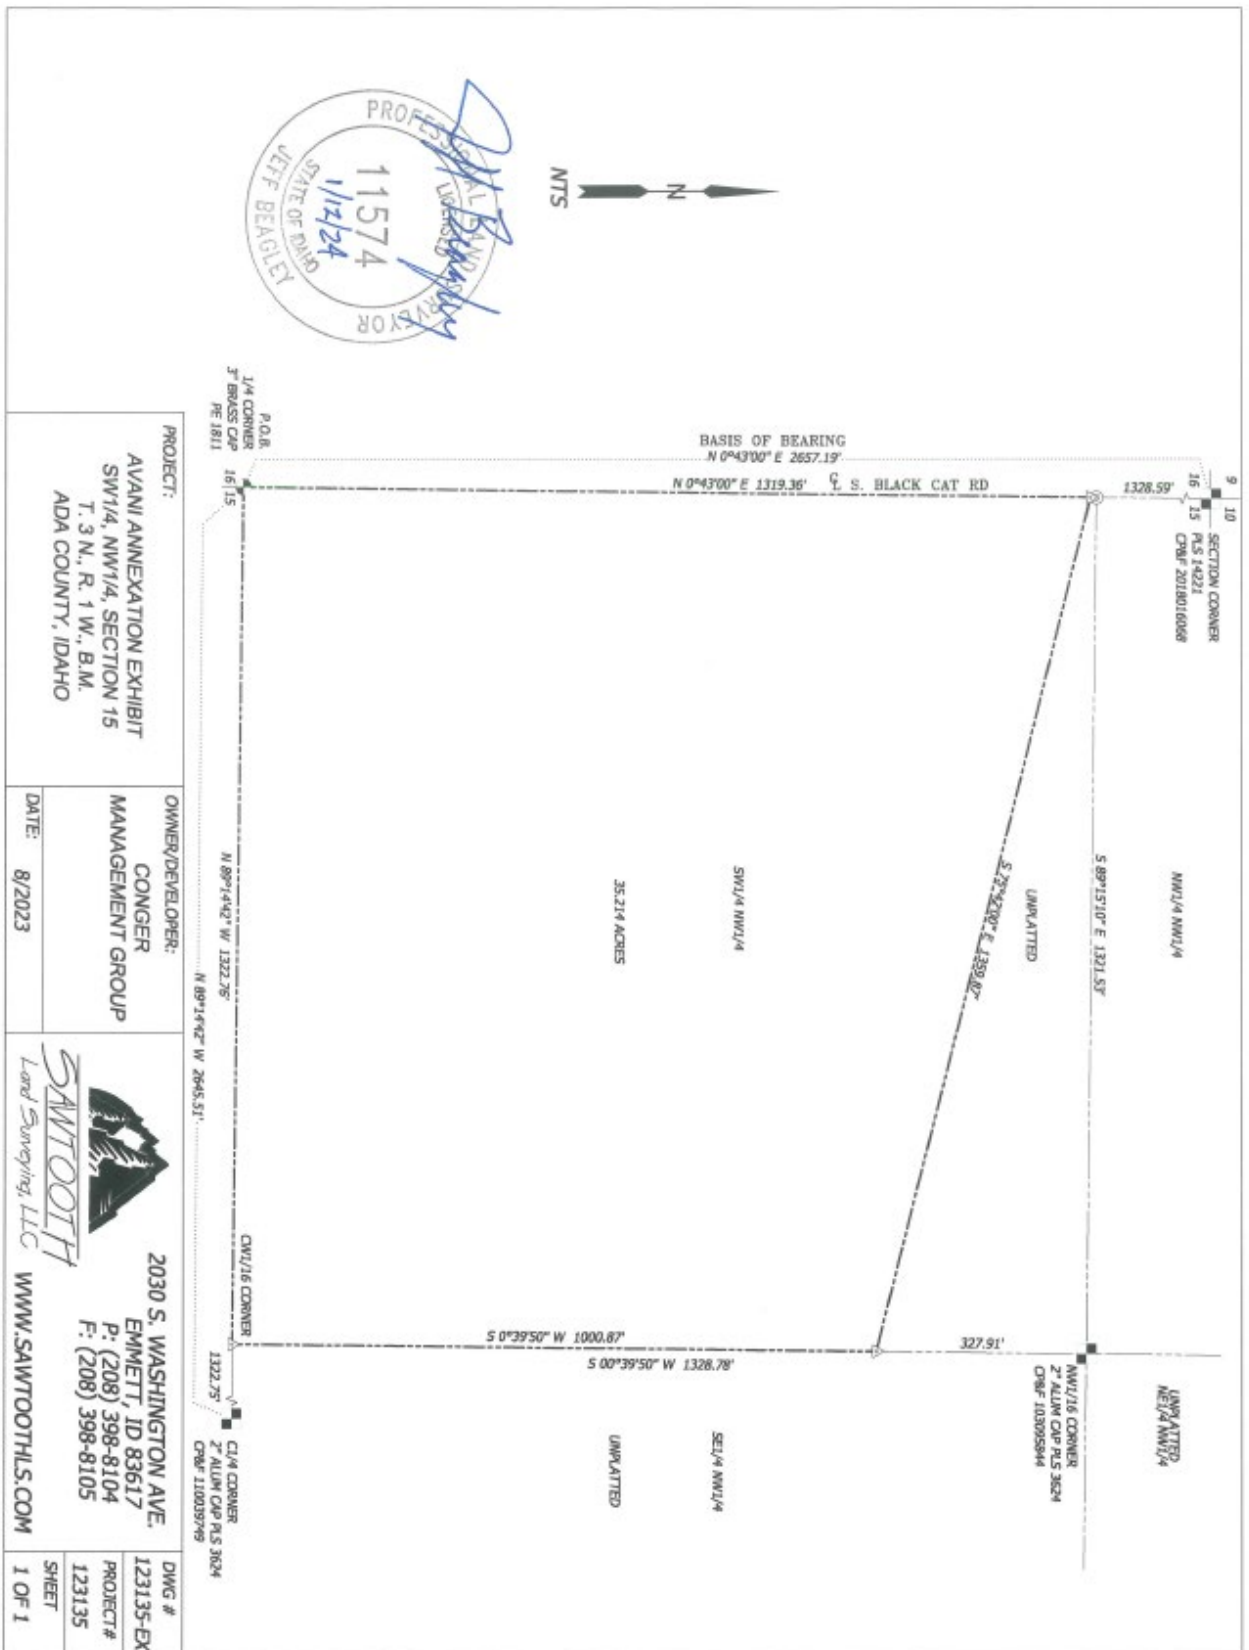 9
10
16
15
SECTION CORNER
PLS 14221
CP&F 2018016068
1328.59'
NW1/4 NW1/4
UNPLATTED
NE1/4 NW1/4
S 89°15'10" E 1321.53'
NW1/16 CORNER
2" ALUM CAP PLS 3624
CP&F 103095844
UNPLATTED
S 75°42'00" E 1359.87'
327.91'
BASIS OF BEARING
N 0°43'00" E 2657.19'
N 0°43'00" E 1319.36'
℄ S. BLACK CAT RD
SW1/4 NW1/4
35.214 ACRES
SE1/4 NW1/4
UNPLATTED
S 0°39'50" W 1000.87'
S 00°39'50" W 1328.78'
P.O.B.
1/4 CORNER
3" BRASS CAP
PE 1811
16
15
N 89°14'42" W 1322.76'
N 89°14'42" W 2645.51'
CW1/16 CORNER
1322.75'
C1/4 CORNER
2" ALUM CAP PLS 3624
CP&F 110039749
N
NTS
PROFESSIONAL LAND SURVEYOR
LICENSED
11574
1/12/24
STATE OF IDAHO
JEFF BEAGLEY
Jeff Beagley
PROJECT:
AVANI ANNEXATION EXHIBIT
SW1/4, NW1/4, SECTION 15
T. 3 N., R. 1 W., B.M.
ADA COUNTY, IDAHO
OWNER/DEVELOPER:
CONGER
MANAGEMENT GROUP
DATE: 8/2023
SAWTOOTH
Land Surveying, LLC
2030 S. WASHINGTON AVE.
EMMETT, ID 83617
P: (208) 398-8104
F: (208) 398-8105
WWW.SAWTOOTHLS.COM
DWG #
123135-EX
PROJECT #
123135
SHEET
1 OF 1